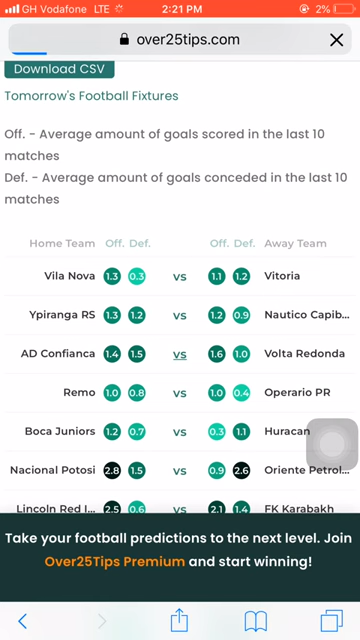 GH Vodafone LTE 2:21 PM 2%
over25tips.com
Download CSV
Tomorrow's Football Fixtures
Off. - Average amount of goals scored in the last 10
matches
Def. - Average amount of goals conceded in the last 10
matches
Home Team Off. Def. Off. Def. Away Team
Vila Nova 1.3 0.3 vs 1.1 1.2 Vitoria
Ypiranga RS 1.3 1.2 vs 1.2 0.9 Nautico Capib...
AD Confianca 1.4 1.5 vs 1.6 1.0 Volta Redonda
Remo 1.0 0.8 vs 1.0 0.4 Operario PR
Boca Juniors 1.2 0.7 vs 0.3 1.1 Huracan
Nacional Potosi 2.8 1.5 vs 0.9 2.6 Oriente Petrol...
Lincoln Red I... 2.5 0.6 vs 2.1 1.4 FK Karabakh
Take your football predictions to the next level. Join
Over25Tips Premium and start winning!